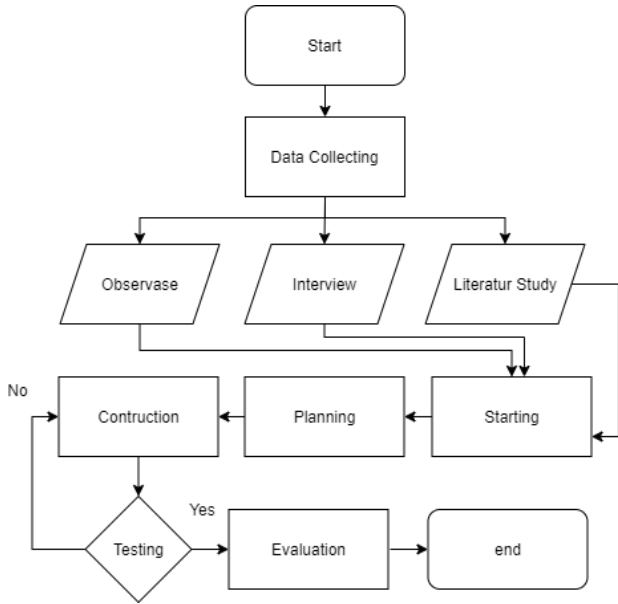 Start
Data Collecting
Observase
Interview
Literatur Study
No
Contruction
Planning
Starting
Yes
Testing
Evaluation
end